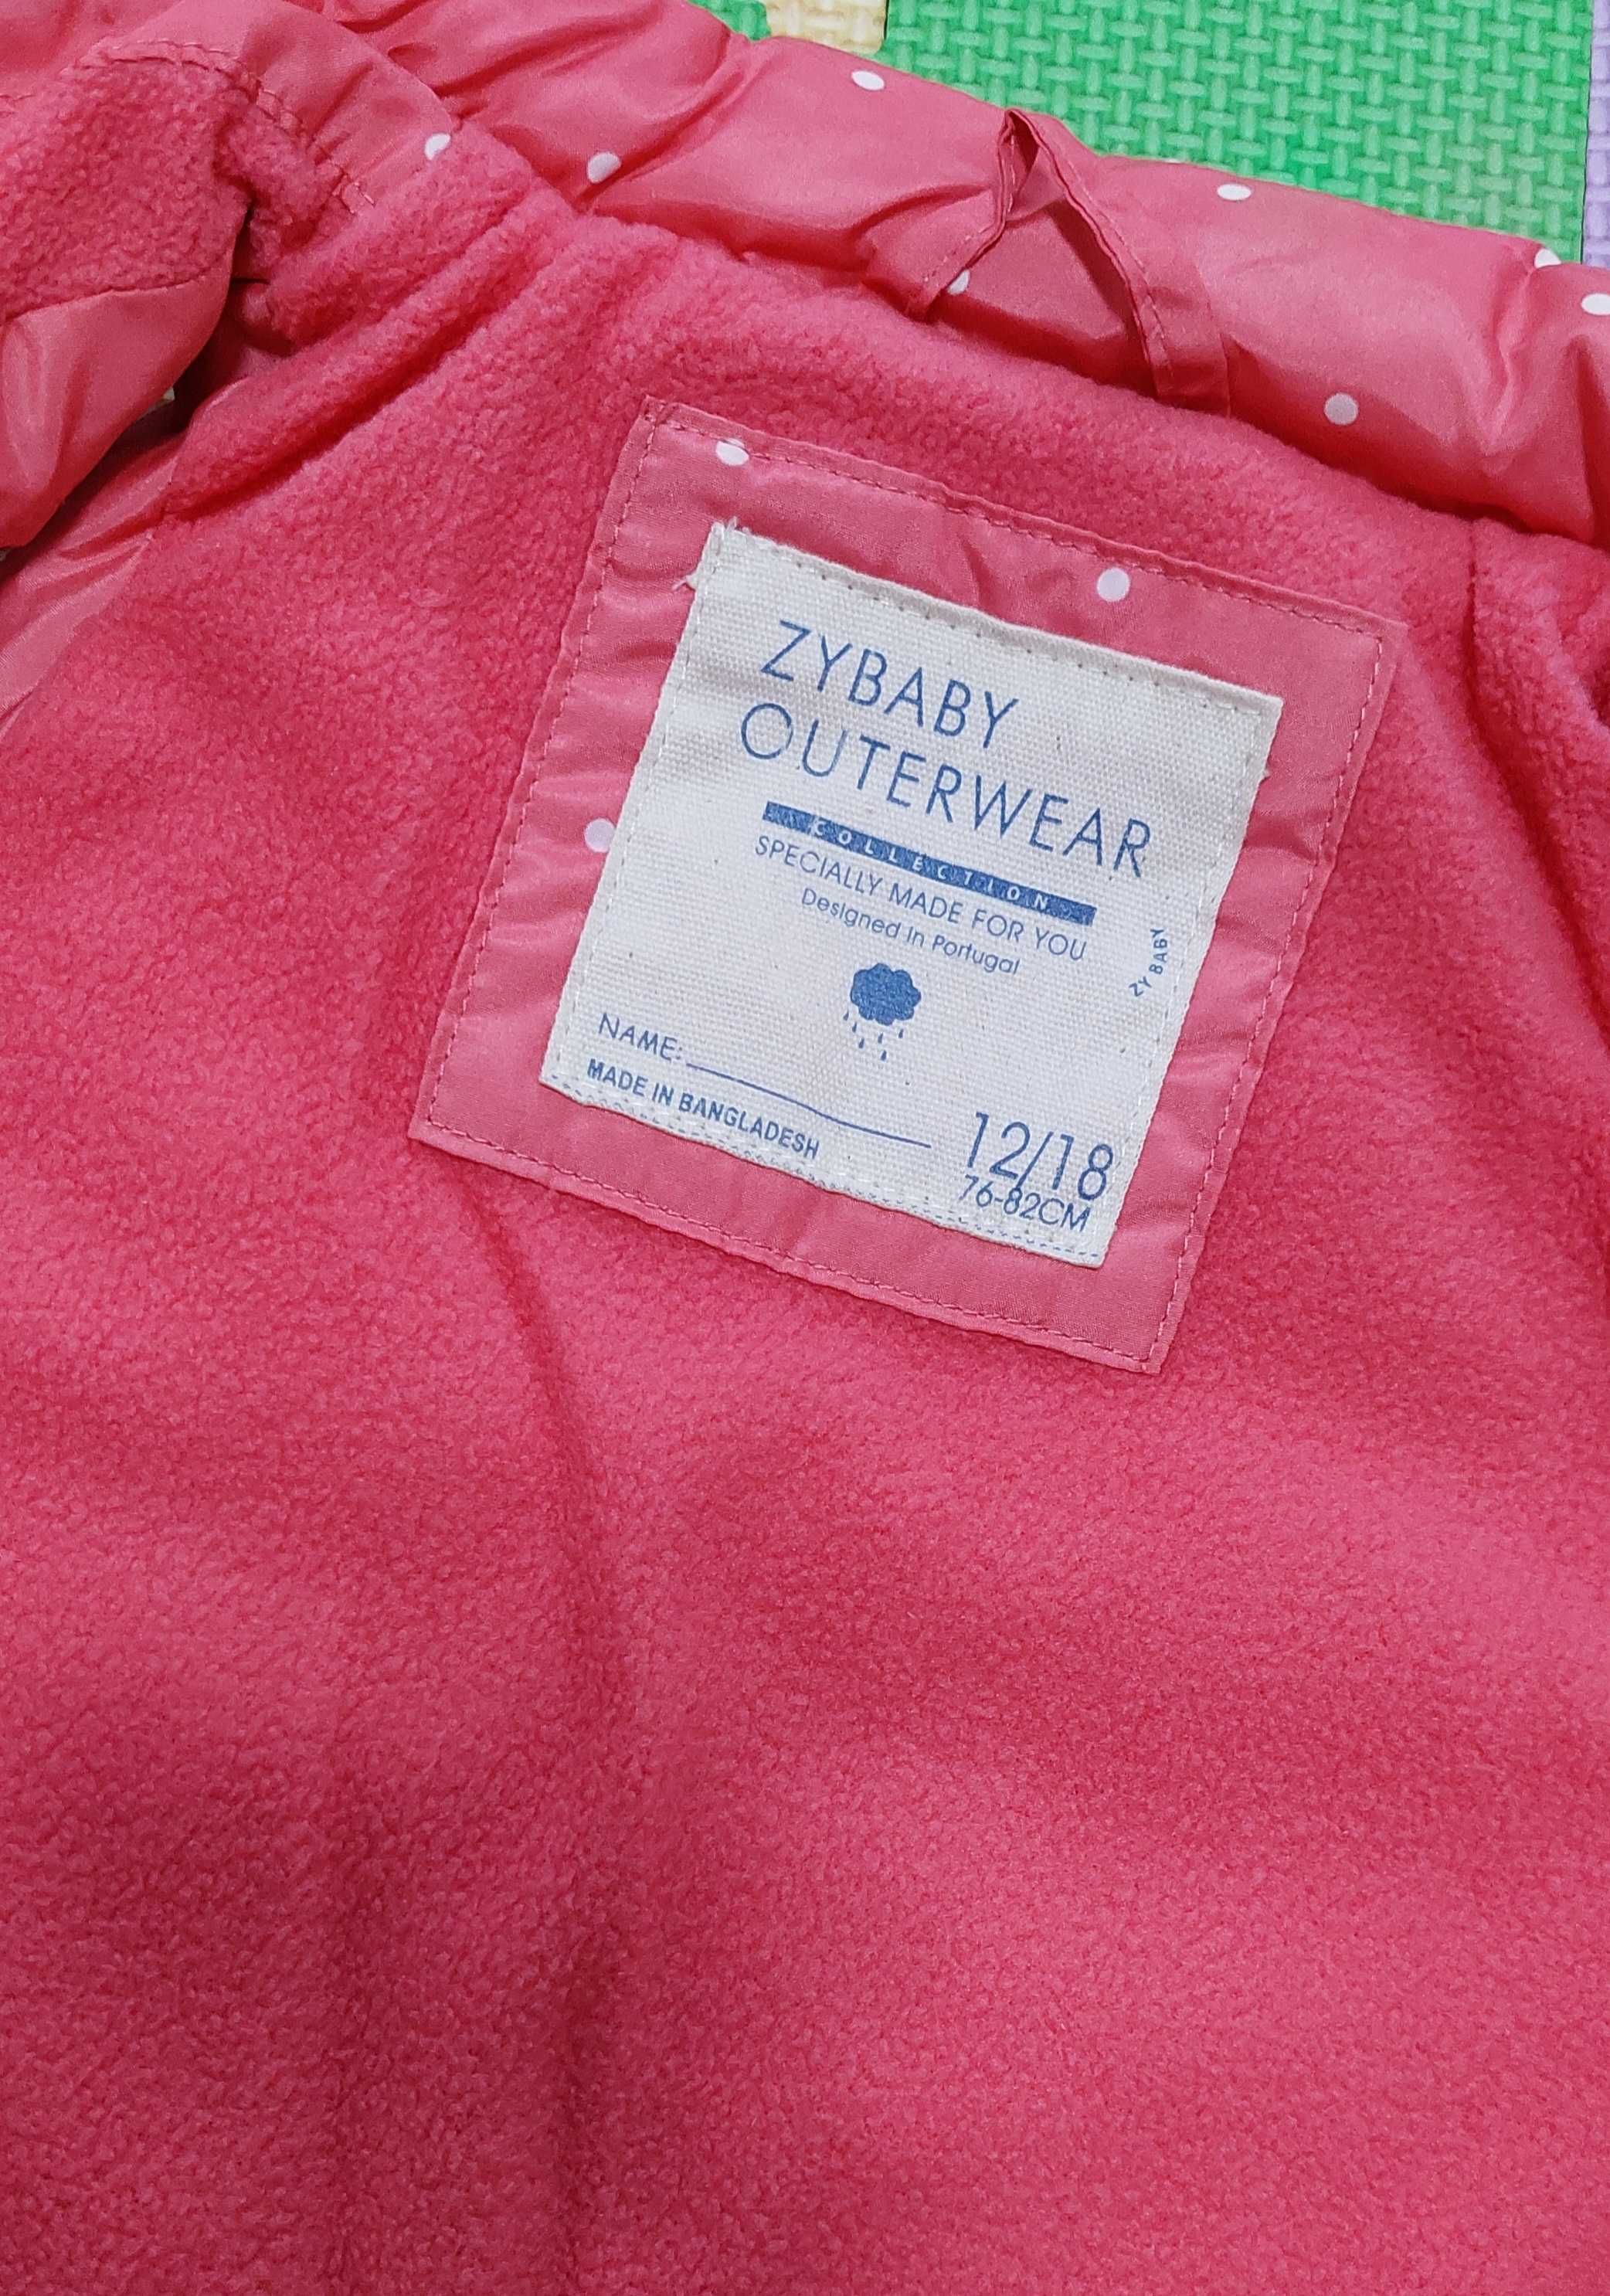 ZYBABY
OUTERWEAR
COLLECTION
SPECIALLY MADE FOR YOU
Designed in Portugal
ZY BABY
NAME:
MADE IN BANGLADESH
12/18
76-82CM